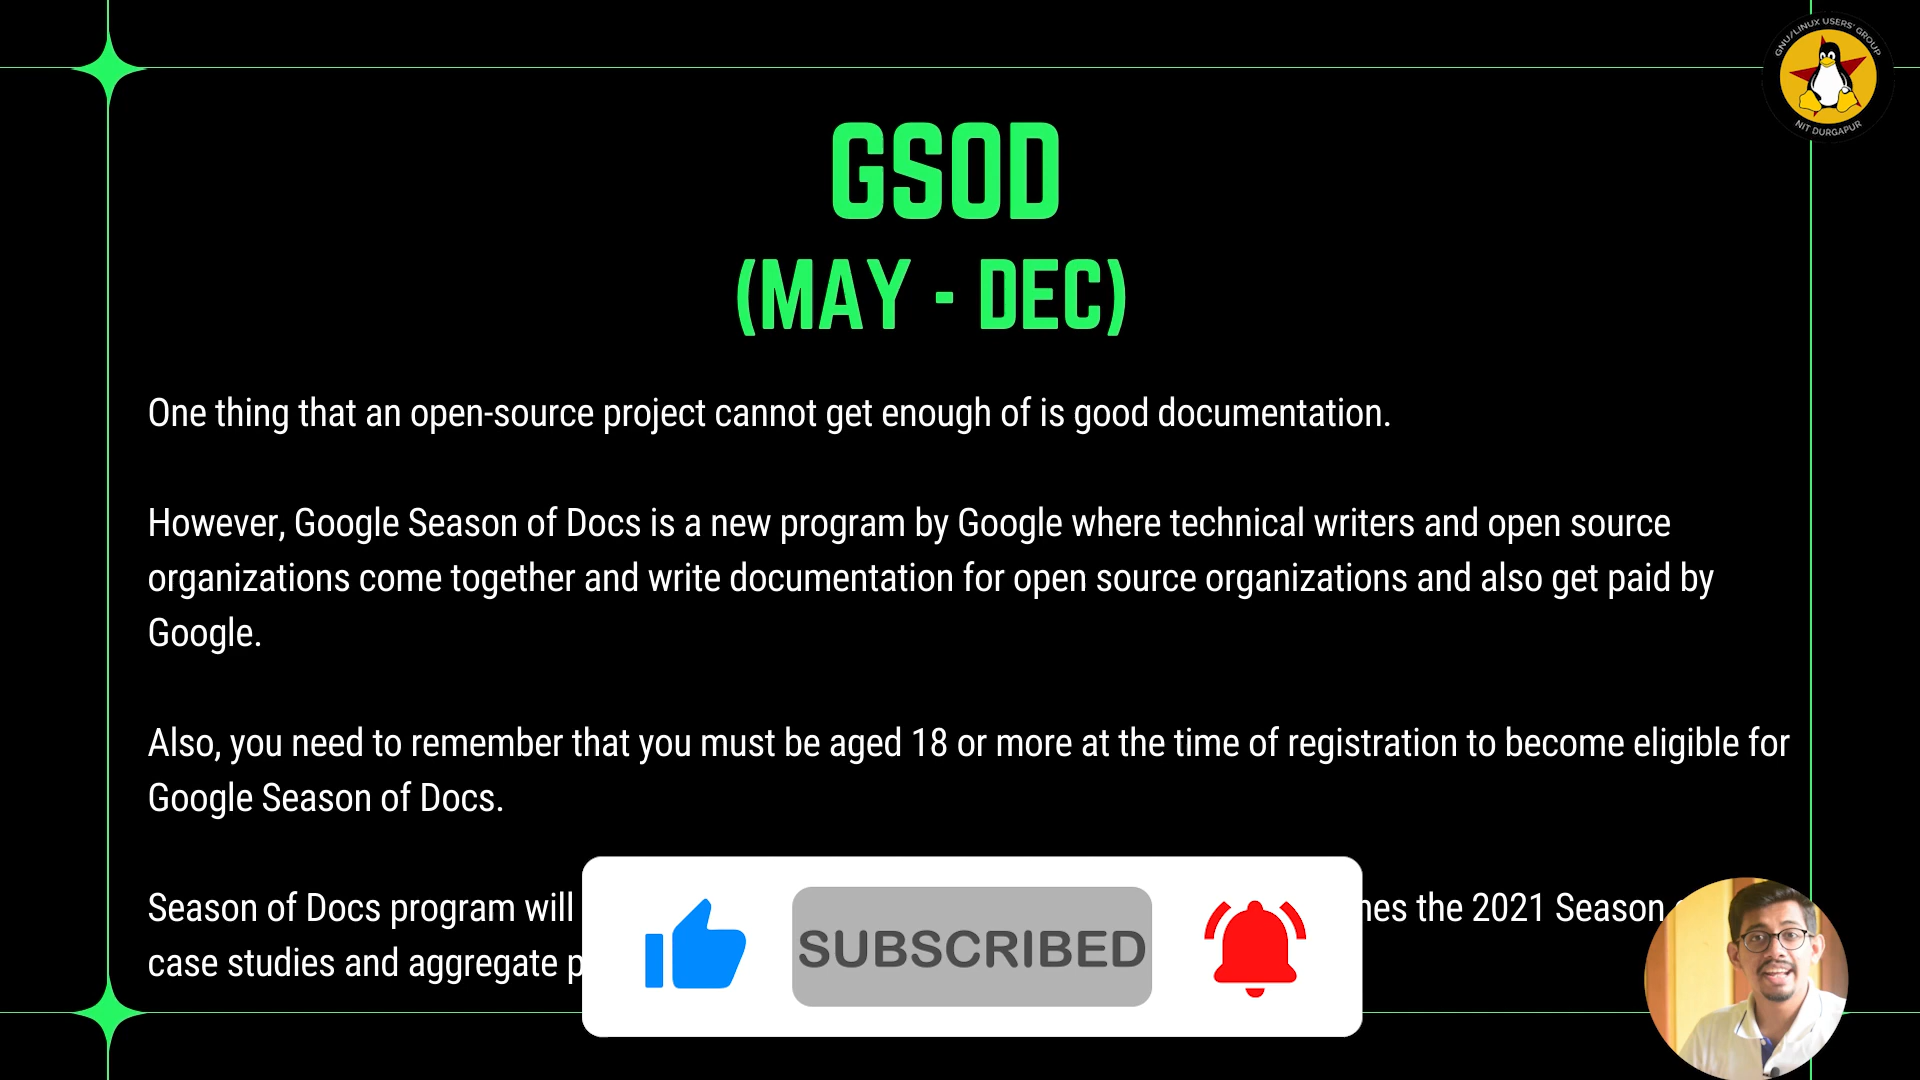 GNU/LINUX USERS' GROUP
NIT DURGAPUR
GSOD
(MAY - DEC)
One thing that an open-source project cannot get enough of is good documentation.
However, Google Season of Docs is a new program by Google where technical writers and open source
organizations come together and write documentation for open source organizations and also get paid by
Google.
Also, you need to remember that you must be aged 18 or more at the time of registration to become eligible for
Google Season of Docs.
Season of Docs program will the 2021 Season
case studies and aggregate
SUBSCRIBED